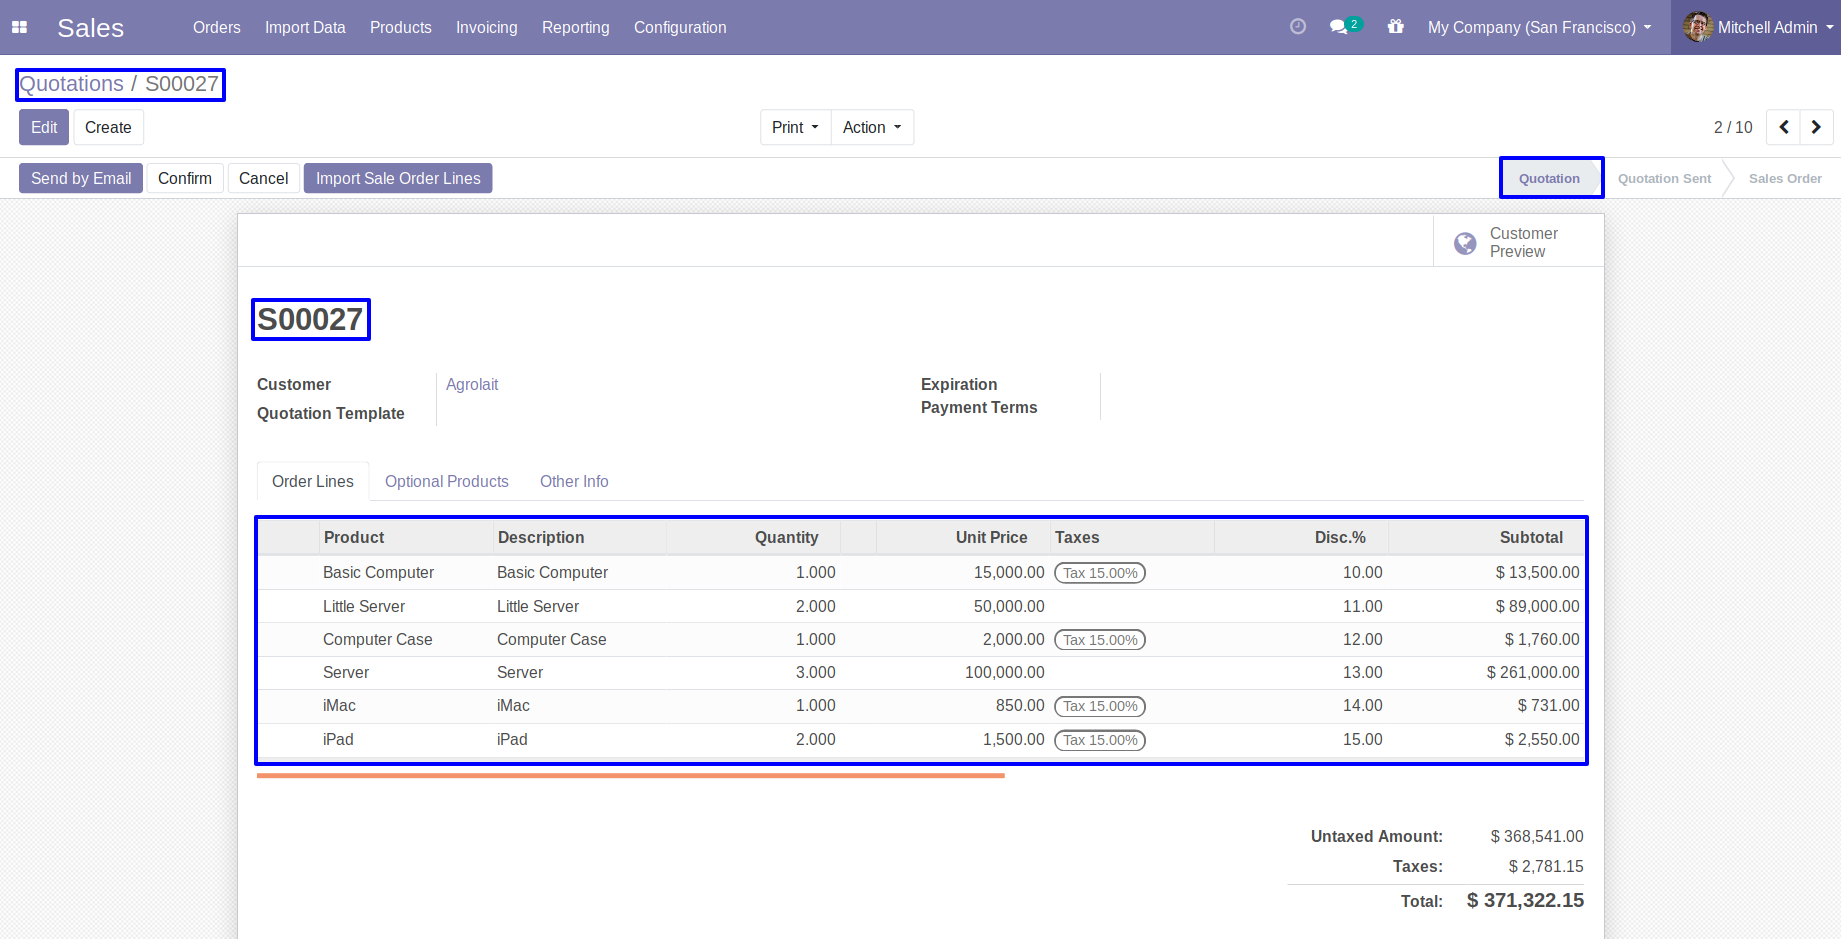 Sales Orders Import Data Products Invoicing Reporting Configuration 2 My Company (San Francisco) Mitchell Admin
Quotations / S00027
Edit Create Print Action 2 / 10
Send by Email Confirm Cancel Import Sale Order Lines Quotation Quotation Sent Sales Order
Customer
Preview
S00027
Customer Agrolait Expiration
Quotation Template Payment Terms
Order Lines Optional Products Other Info
Product Description Quantity Unit Price Taxes Disc.% Subtotal
Basic Computer Basic Computer 1.000 15,000.00 Tax 15.00% 10.00 $ 13,500.00
Little Server Little Server 2.000 50,000.00 11.00 $ 89,000.00
Computer Case Computer Case 1.000 2,000.00 Tax 15.00% 12.00 $ 1,760.00
Server Server 3.000 100,000.00 13.00 $ 261,000.00
iMac iMac 1.000 850.00 Tax 15.00% 14.00 $ 731.00
iPad iPad 2.000 1,500.00 Tax 15.00% 15.00 $ 2,550.00
Untaxed Amount: $ 368,541.00
Taxes: $ 2,781.15
Total: $ 371,322.15